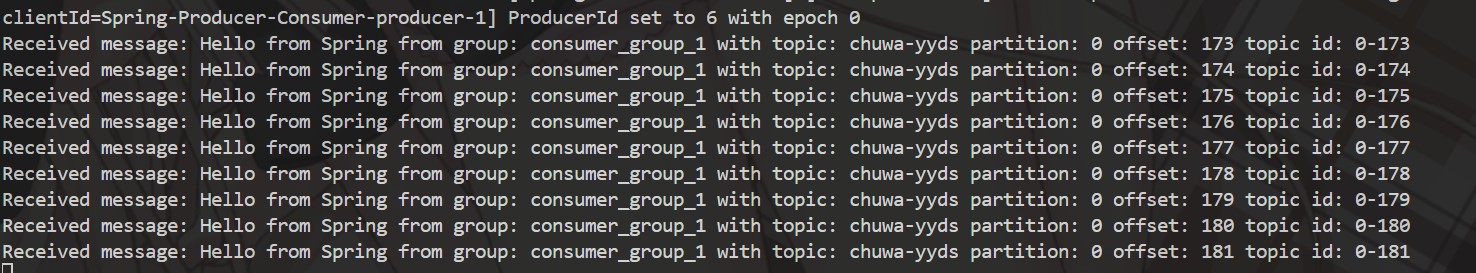 clientId=Spring-Producer-Consumer-producer-1] ProducerId set to 6 with epoch 0
Received message: Hello from Spring from group: consumer_group_1 with topic: chuwa-yyds partition: 0 offset: 173 topic id: 0-173
Received message: Hello from Spring from group: consumer_group_1 with topic: chuwa-yyds partition: 0 offset: 174 topic id: 0-174
Received message: Hello from Spring from group: consumer_group_1 with topic: chuwa-yyds partition: 0 offset: 175 topic id: 0-175
Received message: Hello from Spring from group: consumer_group_1 with topic: chuwa-yyds partition: 0 offset: 176 topic id: 0-176
Received message: Hello from Spring from group: consumer_group_1 with topic: chuwa-yyds partition: 0 offset: 177 topic id: 0-177
Received message: Hello from Spring from group: consumer_group_1 with topic: chuwa-yyds partition: 0 offset: 178 topic id: 0-178
Received message: Hello from Spring from group: consumer_group_1 with topic: chuwa-yyds partition: 0 offset: 179 topic id: 0-179
Received message: Hello from Spring from group: consumer_group_1 with topic: chuwa-yyds partition: 0 offset: 180 topic id: 0-180
Received message: Hello from Spring from group: consumer_group_1 with topic: chuwa-yyds partition: 0 offset: 181 topic id: 0-181